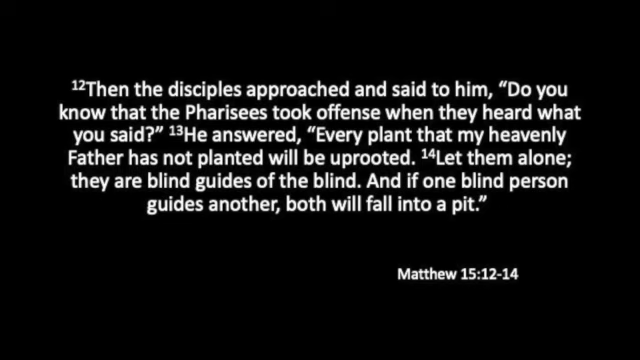 ¹²Then the disciples approached and said to him, “Do you
know that the Pharisees took offense when they heard what
you said?” ¹³He answered, “Every plant that my heavenly
Father has not planted will be uprooted. ¹⁴Let them alone;
they are blind guides of the blind. And if one blind person
guides another, both will fall into a pit.”
Matthew 15:12-14